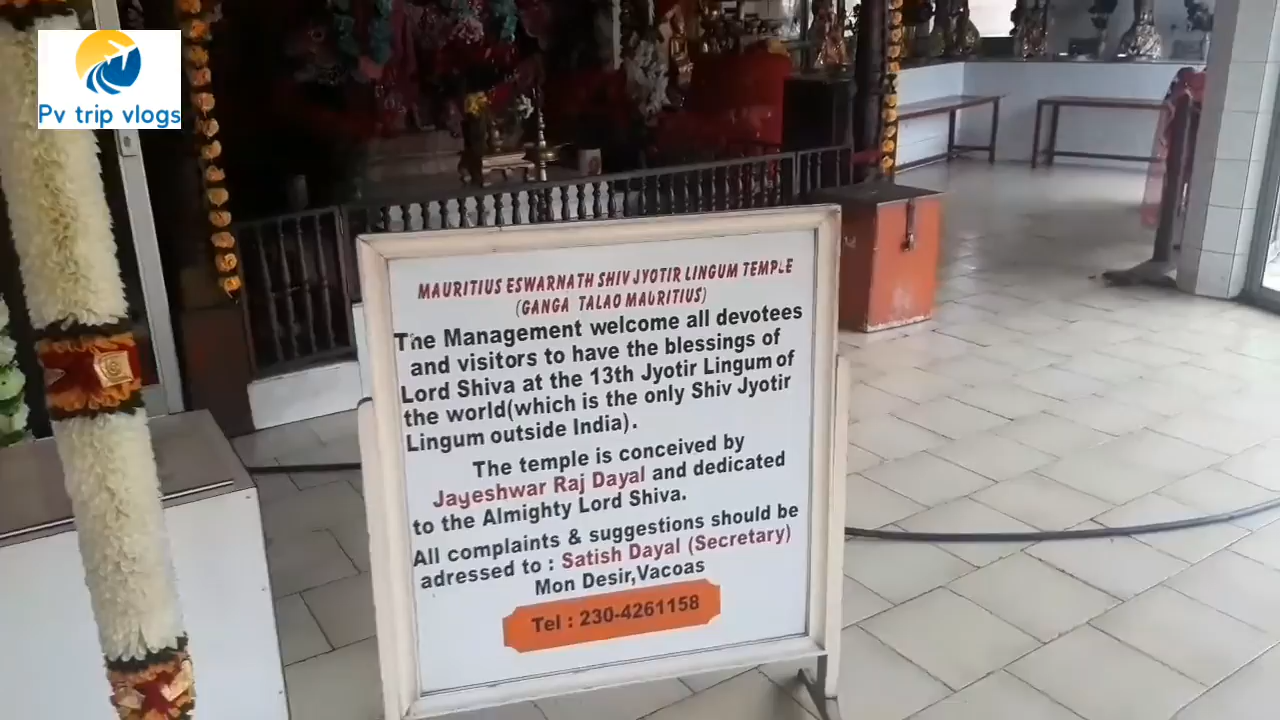 Pv trip vlogs
MAURITIUS ESWARNATH SHIV JYOTIR LINGUM TEMPLE
(GANGA TALAO MAURITIUS)
The Management welcome all devotees
and visitors to have the blessings of
Lord Shiva at the 13th Jyotir Lingum of
the world(which is the only Shiv Jyotir
Lingum outside India).
The temple is conceived by
Jayeshwar Raj Dayal and dedicated
to the Almighty Lord Shiva.
All complaints & suggestions should be
adressed to : Satish Dayal (Secretary)
Mon Desir,Vacoas
Tel : 230-4261158